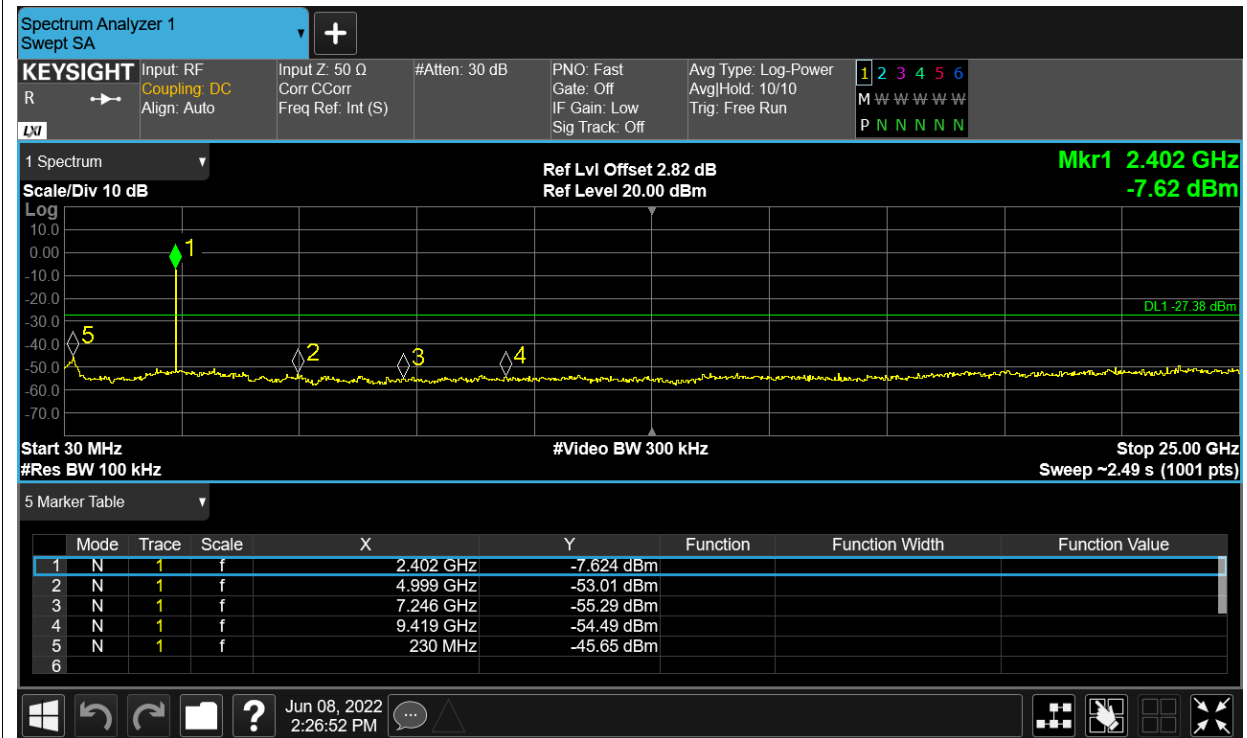 Spectrum Analyzer 1
Swept SA
+
KEYSIGHT Input: RF Input Z: 50 Ω #Atten: 30 dB PNO: Fast Avg Type: Log-Power 1 2 3 4 5 6
R Coupling: DC Corr CCorr Gate: Off Avg|Hold: 10/10 M W W W W W
Align: Auto Freq Ref: Int (S) IF Gain: Low Trig: Free Run
LXI Sig Track: Off P N N N N N
1 Spectrum
Ref Lvl Offset 2.82 dB Mkr1 2.402 GHz
Scale/Div 10 dB Ref Level 20.00 dBm -7.62 dBm
Log
10.0
0.00
-10.0
-20.0
-30.0
-40.0
-50.0
-60.0
-70.0
1
DL1 -27.38 dBm
5
2
3
4
Start 30 MHz #Video BW 300 kHz Stop 25.00 GHz
#Res BW 100 kHz Sweep ~2.49 s (1001 pts)
5 Marker Table
Mode Trace Scale X Y Function Function Width Function Value
1 N 1 f 2.402 GHz -7.624 dBm
2 N 1 f 4.999 GHz -53.01 dBm
3 N 1 f 7.246 GHz -55.29 dBm
4 N 1 f 9.419 GHz -54.49 dBm
5 N 1 f 230 MHz -45.65 dBm
6
? Jun 08, 2022
2:26:52 PM